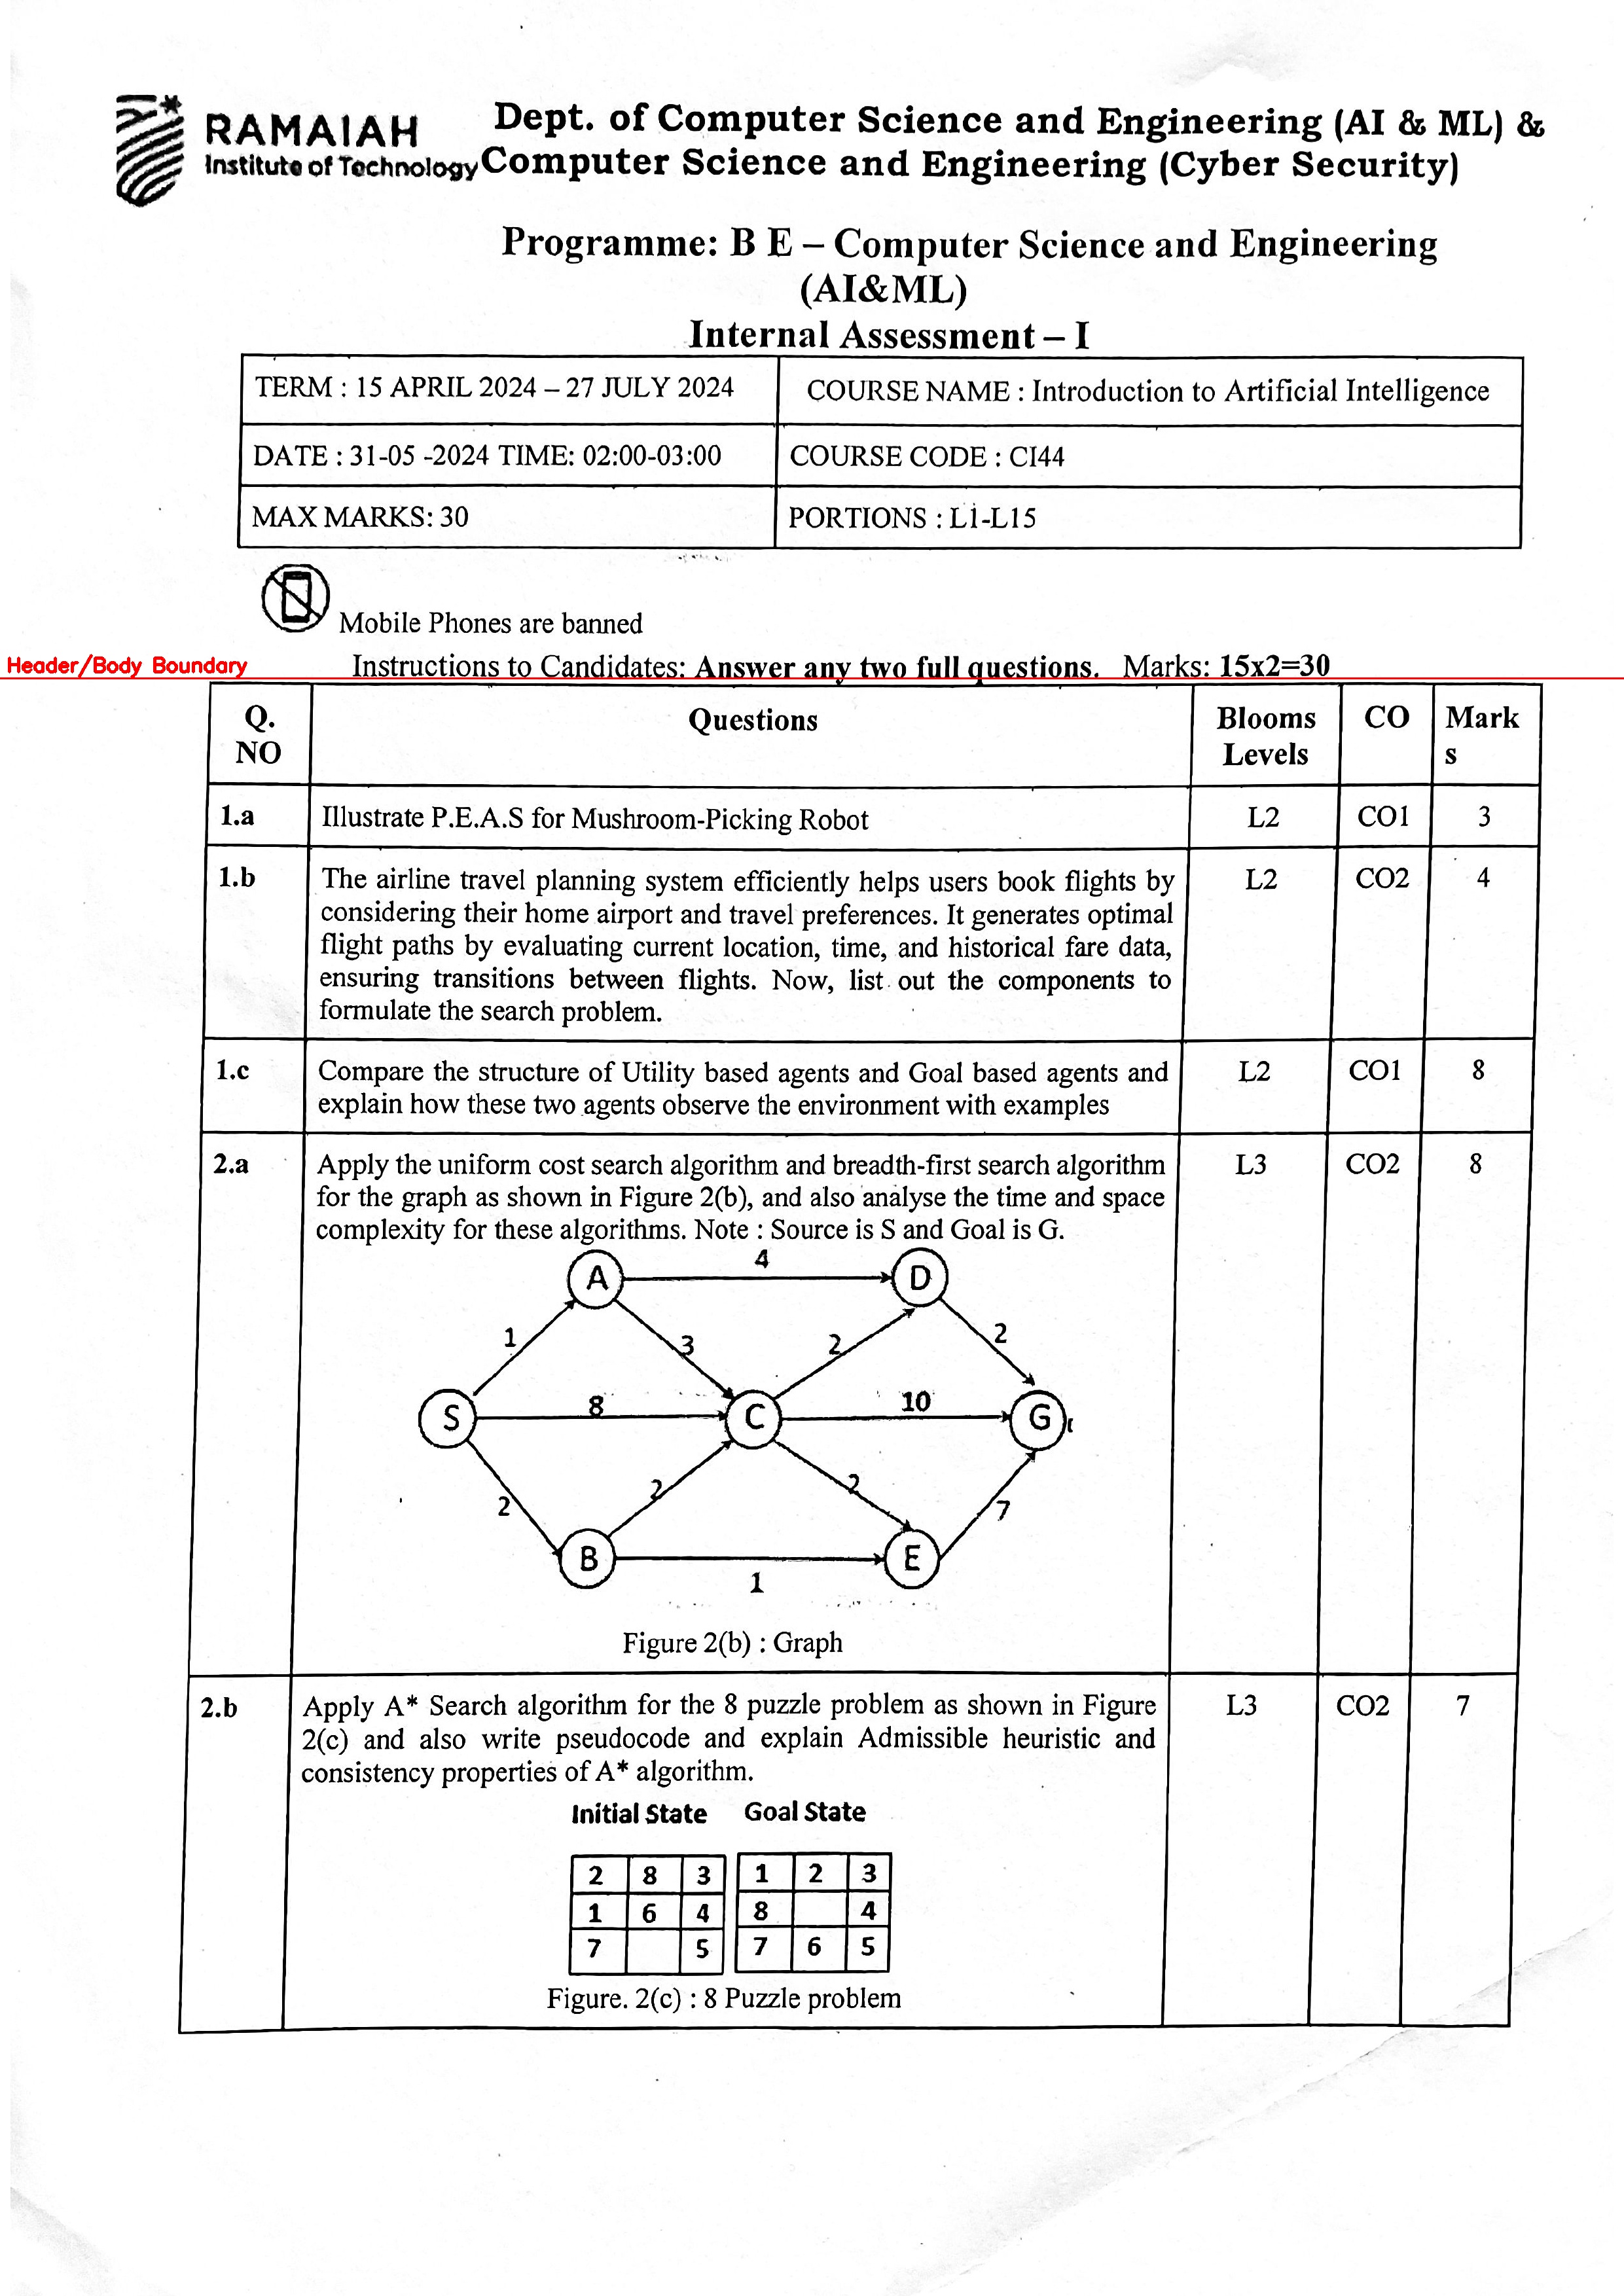 RAMAIAH
Institute of Technology
Dept. of Computer Science and Engineering (AI & ML) &
Computer Science and Engineering (Cyber Security)
Programme: B E – Computer Science and Engineering
(AI&ML)
Internal Assessment – I
TERM : 15 APRIL 2024 – 27 JULY 2024
COURSE NAME : Introduction to Artificial Intelligence
DATE : 31-05 -2024 TIME: 02:00-03:00
COURSE CODE : CI44
MAX MARKS: 30
PORTIONS : L1-L15
Mobile Phones are banned
Header/Body Boundary
Instructions to Candidates: Answer any two full questions. Marks: 15x2=30
Q. NO
Questions
Blooms Levels
CO
Mark s
1.a
Illustrate P.E.A.S for Mushroom-Picking Robot
L2
CO1
3
1.b
The airline travel planning system efficiently helps users book flights by
considering their home airport and travel preferences. It generates optimal
flight paths by evaluating current location, time, and historical fare data,
ensuring transitions between flights. Now, list out the components to
formulate the search problem.
L2
CO2
4
1.c
Compare the structure of Utility based agents and Goal based agents and
explain how these two agents observe the environment with examples
L2
CO1
8
2.a
Apply the uniform cost search algorithm and breadth-first search algorithm
for the graph as shown in Figure 2(b), and also analyse the time and space
complexity for these algorithms. Note : Source is S and Goal is G.
L3
CO2
8
A
4
D
1
3
2
2
S
8
C
10
G
2
2
2
7
B
1
E
Figure 2(b) : Graph
2.b
Apply A* Search algorithm for the 8 puzzle problem as shown in Figure
2(c) and also write pseudocode and explain Admissible heuristic and
consistency properties of A* algorithm.
L3
CO2
7
Initial State
Goal State
2 8 3
1 2 3
1 6 4
8 4
7 5
7 6 5
Figure. 2(c) : 8 Puzzle problem